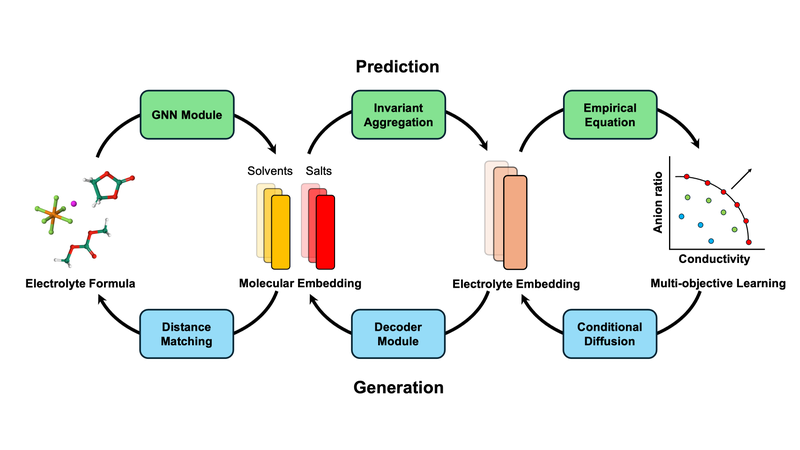 Prediction
GNN Module
Invariant
Aggregation
Empirical
Equation
Solvents
Salts
Anion ratio
Conductivity
Electrolyte Formula
Molecular Embedding
Electrolyte Embedding
Multi-objective Learning
Distance
Matching
Decoder
Module
Conditional
Diffusion
Generation